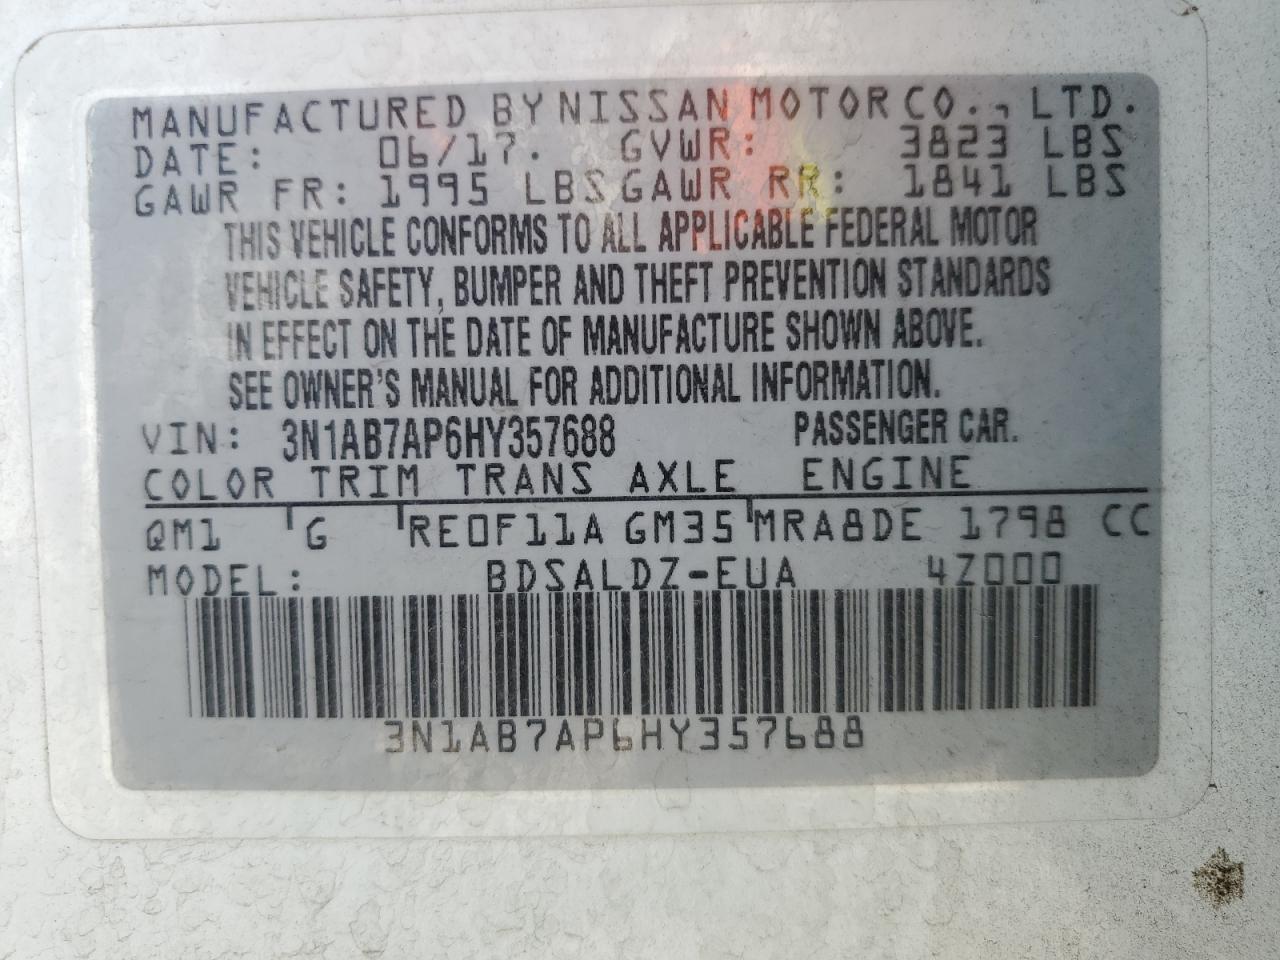 MANUFACTURED BY NISSAN MOTOR CO., LTD.
DATE: 06/17. GVWR: 3823 LBS
GAWR FR: 1995 LBS GAWR RR: 1841 LBS
THIS VEHICLE CONFORMS TO ALL APPLICABLE FEDERAL MOTOR
VEHICLE SAFETY, BUMPER AND THEFT PREVENTION STANDARDS
IN EFFECT ON THE DATE OF MANUFACTURE SHOWN ABOVE.
SEE OWNER'S MANUAL FOR ADDITIONAL INFORMATION.
VIN: 3N1AB7AP6HY357688 PASSENGER CAR.
COLOR TRIM TRANS AXLE ENGINE
QM1 G RE0F11A GM35 MRA8DE 1798 CC
MODEL: BDSALDZ-EUA 4Z000
3N1AB7AP6HY357688